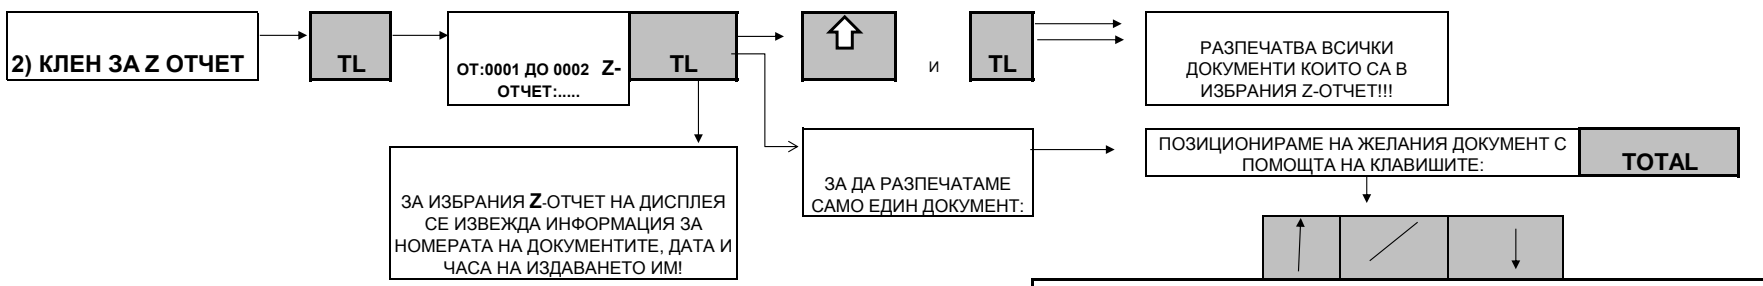 2) КЛЕН ЗА Z ОТЧЕТ
TL
ОТ:0001 ДО 0002 Z-
ОТЧЕТ:.....
TL
И
TL
РАЗПЕЧАТВА ВСИЧКИ
ДОКУМЕНТИ КОИТО СА В
ИЗБРАНИЯ Z-ОТЧЕТ!!!
ЗА ИЗБРАНИЯ Z-ОТЧЕТ НА ДИСПЛЕЯ
СЕ ИЗВЕЖДА ИНФОРМАЦИЯ ЗА
НОМЕРАТА НА ДОКУМЕНТИТЕ, ДАТА И
ЧАСА НА ИЗДАВАНЕТО ИМ!
ЗА ДА РАЗПЕЧАТАМЕ
САМО ЕДИН ДОКУМЕНТ:
ПОЗИЦИОНИРАМЕ НА ЖЕЛАНИЯ ДОКУМЕНТ С
ПОМОЩТА НА КЛАВИШИТЕ:
TOTAL